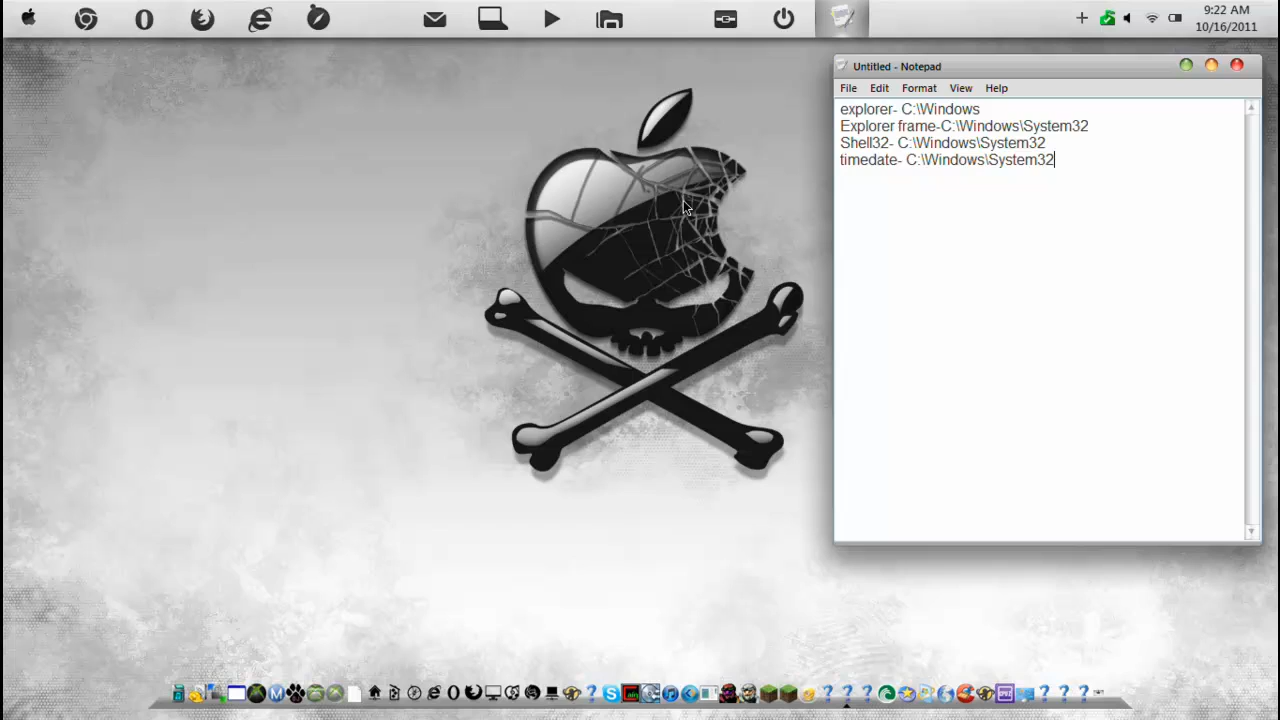 9:22 AM
10/16/2011
Untitled - Notepad
File Edit Format View Help
explorer- C:\Windows
Explorer frame-C:\Windows\System32
Shell32- C:\Windows\System32
timedate- C:\Windows\System32